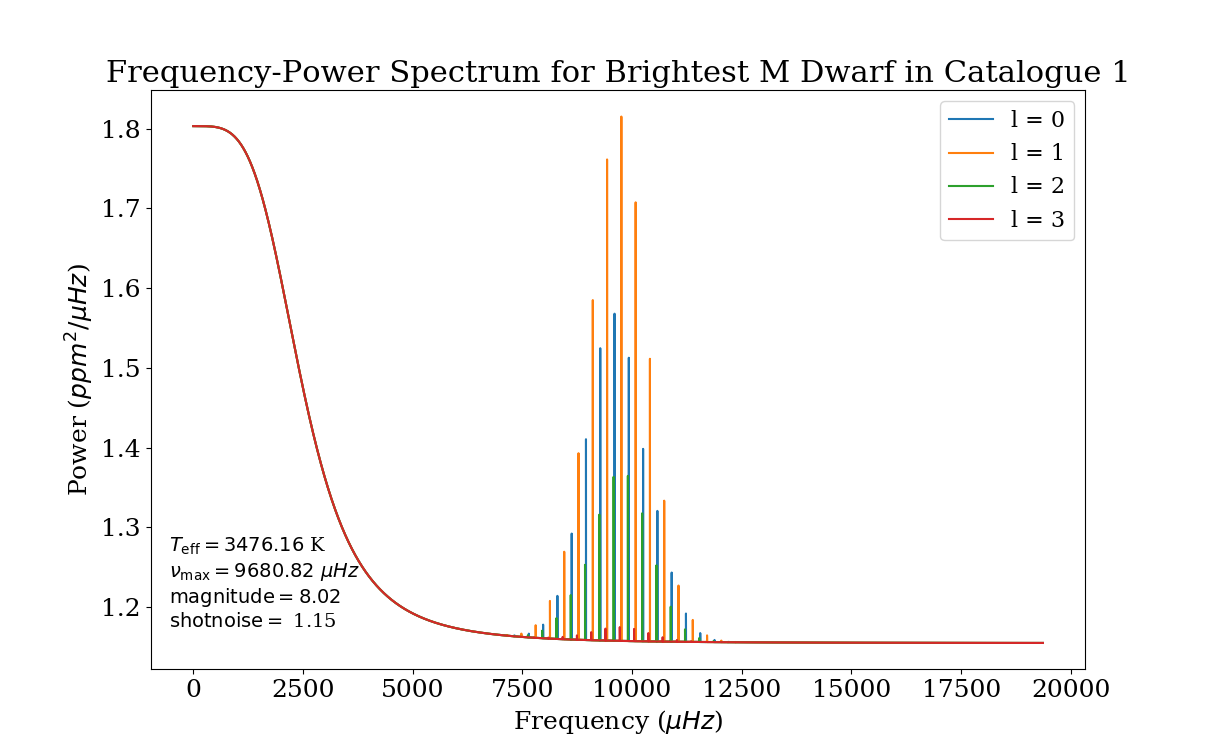 Frequency-Power Spectrum for Brightest M Dwarf in Catalogue 1
l = 0
l = 1
l = 2
l = 3
1.8
1.7
1.6
1.5
1.4
1.3
1.2
Power (ppm²/μHz)
T_eff = 3476.16 K
ν_max = 9680.82 μHz
magnitude = 8.02
shotnoise = 1.15
0 2500 5000 7500 10000 12500 15000 17500 20000
Frequency (μHz)